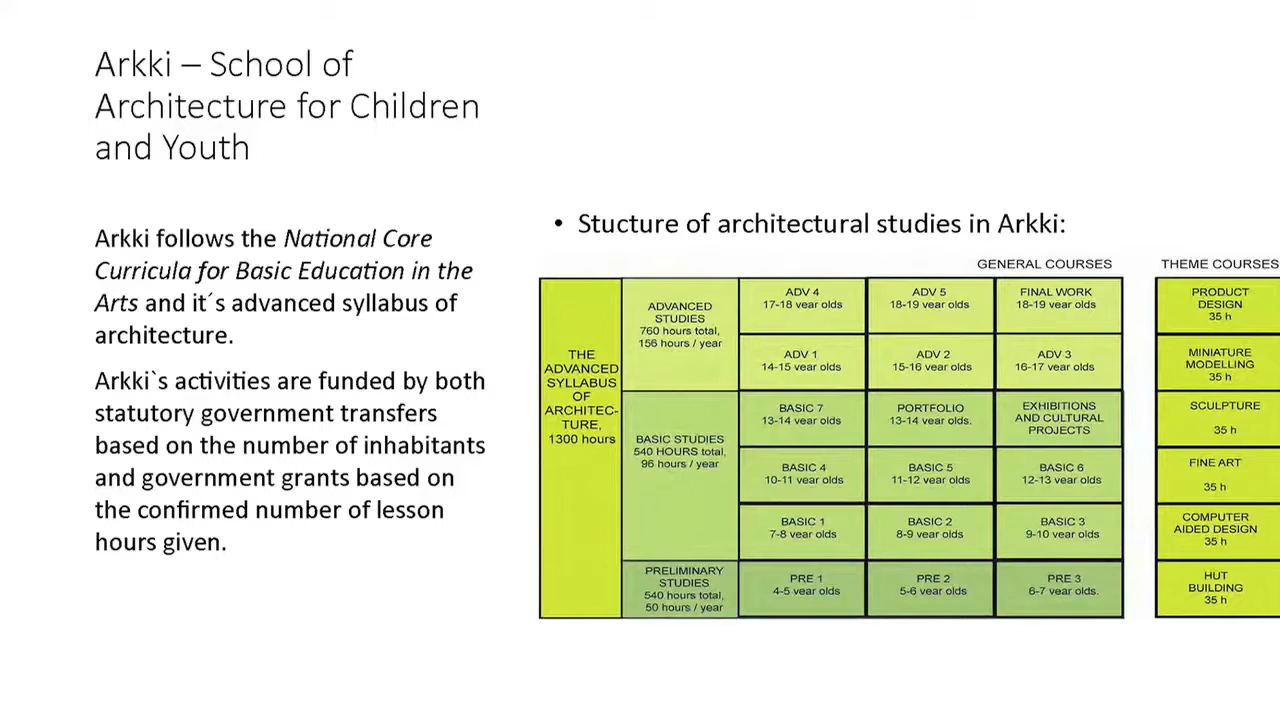 Arkki – School of
Architecture for Children
and Youth
Arkki follows the National Core
Curricula for Basic Education in the
Arts and it´s advanced syllabus of
architecture.
Arkki`s activities are funded by both
statutory government transfers
based on the number of inhabitants
and government grants based on
the confirmed number of lesson
hours given.
• Stucture of architectural studies in Arkki:
GENERAL COURSES
THEME COURSES
THE
ADVANCED
SYLLABUS
OF
ARCHITEC-
TURE,
1300 hours
ADVANCED
STUDIES
760 hours total,
156 hours / year
ADV 4
17-18 year olds
ADV 5
18-19 year olds
FINAL WORK
18-19 year olds
ADV 1
14-15 year olds
ADV 2
15-16 year olds
ADV 3
16-17 year olds
BASIC STUDIES
540 HOURS total,
96 hours / year
BASIC 7
13-14 year olds
PORTFOLIO
13-14 year olds.
EXHIBITIONS
AND CULTURAL
PROJECTS
BASIC 4
10-11 year olds
BASIC 5
11-12 year olds
BASIC 6
12-13 year olds
BASIC 1
7-8 year olds
BASIC 2
8-9 year olds
BASIC 3
9-10 year olds
PRELIMINARY
STUDIES
540 hours total,
50 hours / year
PRE 1
4-5 year olds
PRE 2
5-6 year olds
PRE 3
6-7 year olds.
PRODUCT
DESIGN
35 h
MINIATURE
MODELLING
35 h
SCULPTURE
35 h
FINE ART
35 h
COMPUTER
AIDED DESIGN
35 h
HUT
BUILDING
35 h